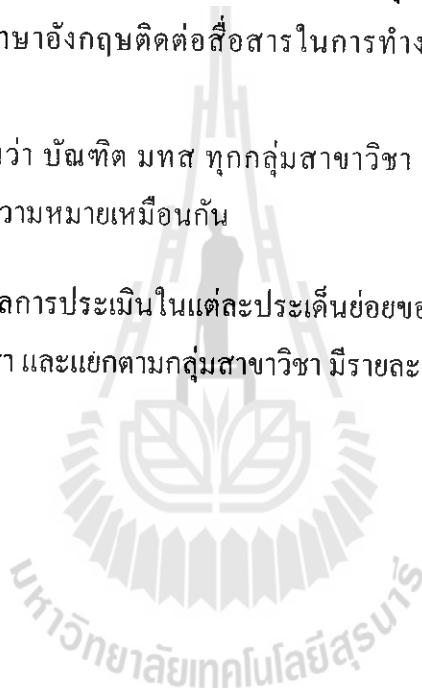 าษาอังกฤษติดต่อสื่อสารในการทำง
ว่า บัณฑิต มทส ทุกกลุ่มสาขาวิชา
วามหมายเหมือนกัน
ลการประเมินในแต่ละประเด็นย่อยขอ
า และแยกตามกลุ่มสาขาวิชา มีรายละ
มหาวิทยาลัยเทคโนโลยีสุรนารี